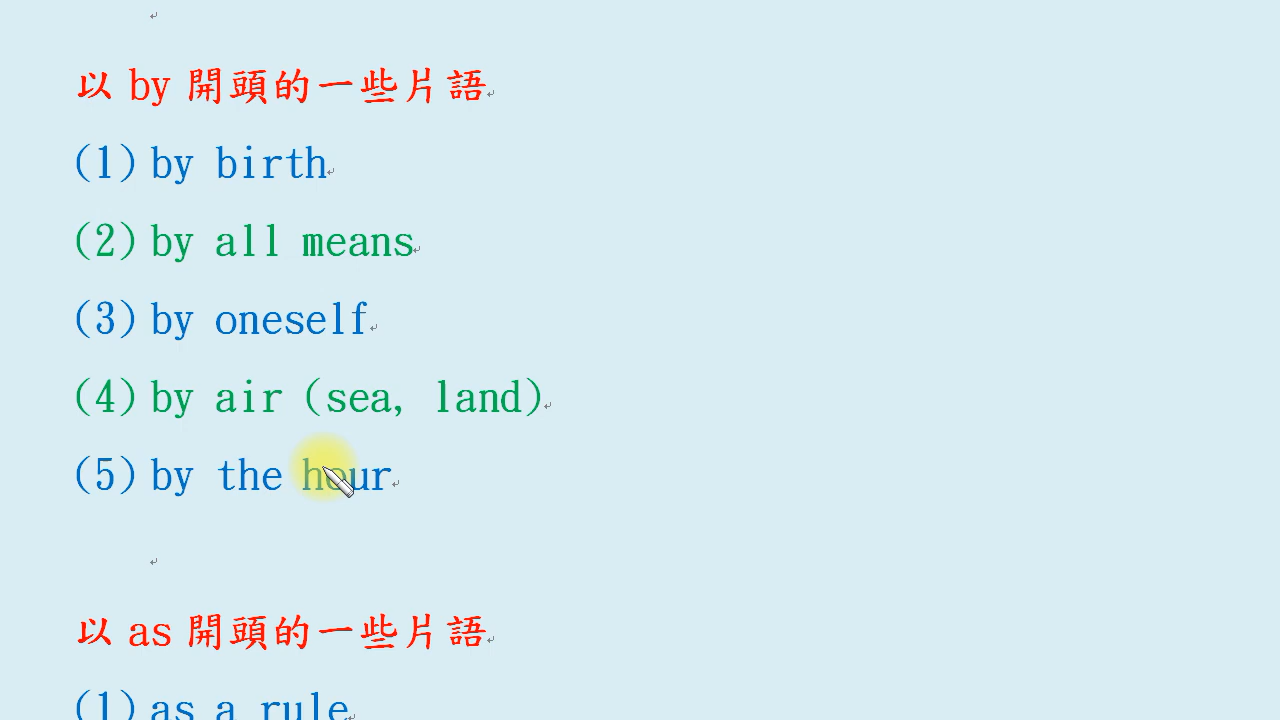 以 by 開頭的一些片語
(1) by birth
(2) by all means
(3) by oneself
(4) by air (sea, land)
(5) by the hour
以 as 開頭的一些片語
(1) as a rule